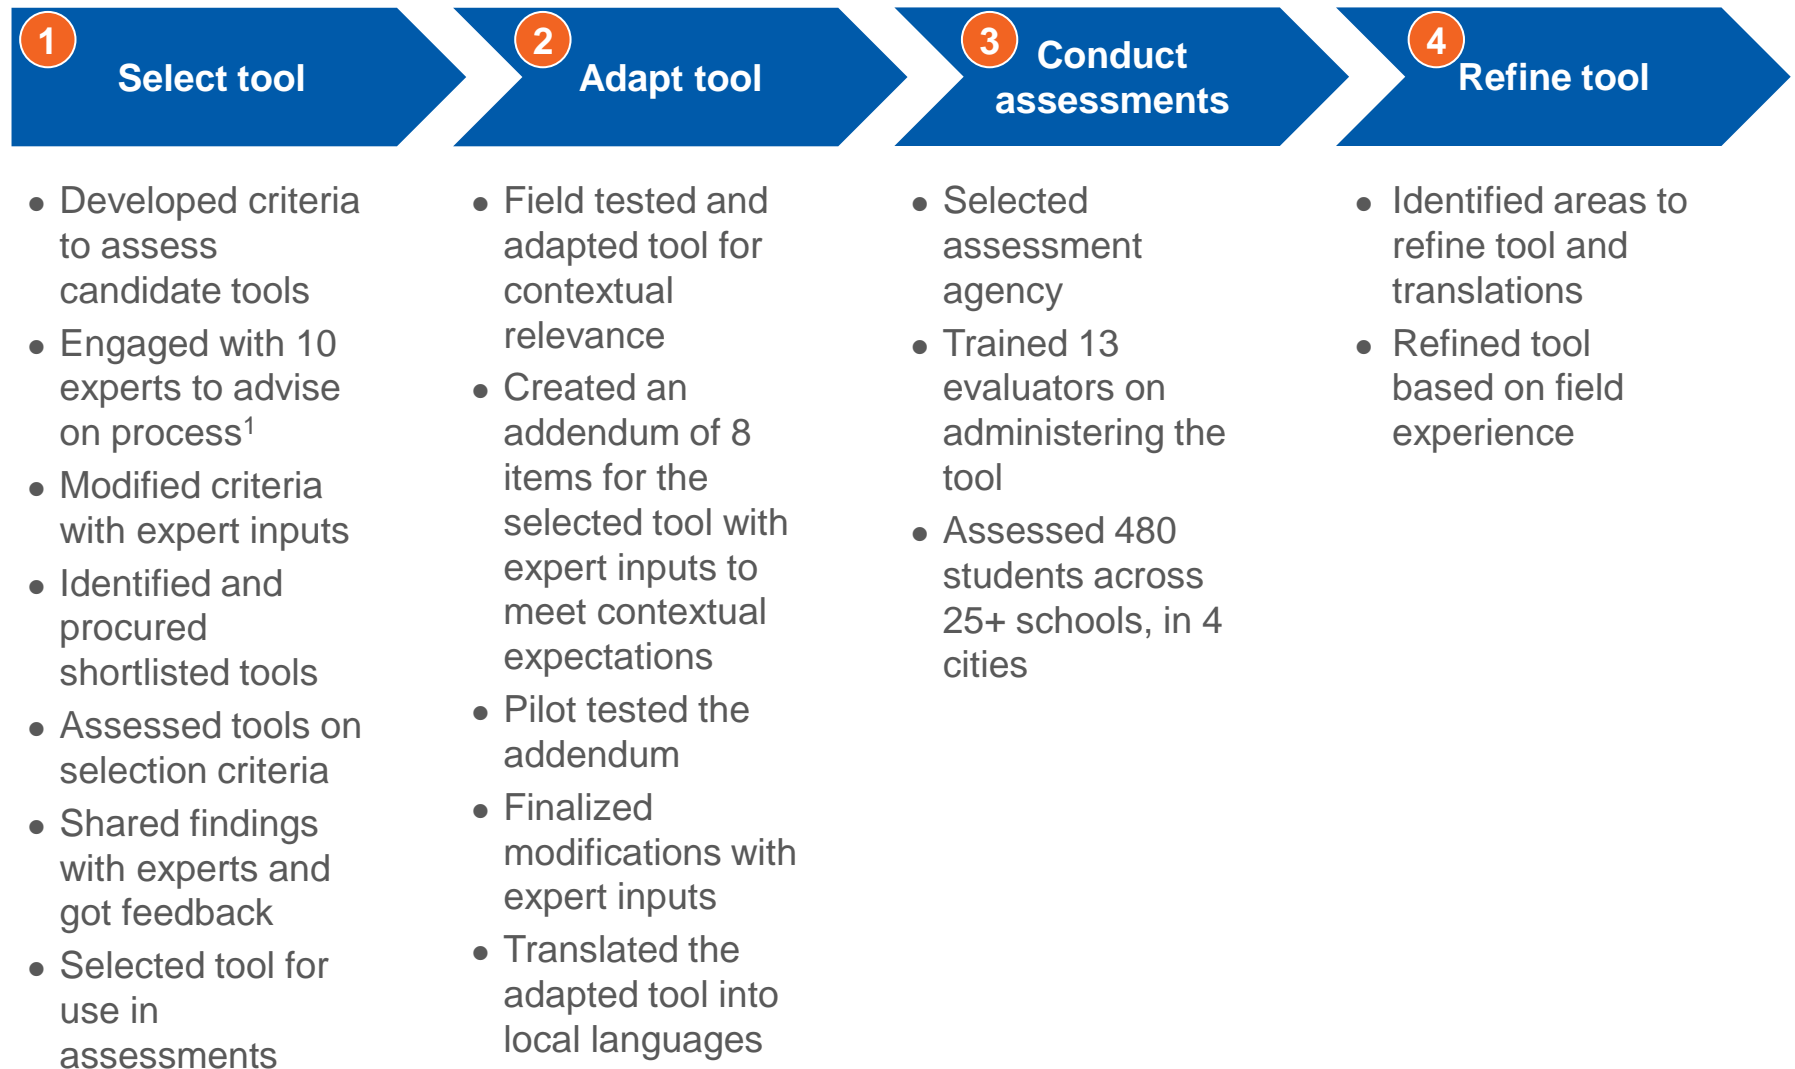 1
Select tool
● Developed criteria
to assess
candidate tools
● Engaged with 10
experts to advise
on process¹
● Modified criteria
with expert inputs
● Identified and
procured
shortlisted tools
● Assessed tools on
selection criteria
● Shared findings
with experts and
got feedback
● Selected tool for
use in
assessments
2
Adapt tool
● Field tested and
adapted tool for
contextual
relevance
● Created an
addendum of 8
items for the
selected tool with
expert inputs to
meet contextual
expectations
● Pilot tested the
addendum
● Finalized
modifications with
expert inputs
● Translated the
adapted tool into
local languages
3
Conduct
assessments
● Selected
assessment
agency
● Trained 13
evaluators on
administering the
tool
● Assessed 480
students across
25+ schools, in 4
cities
4
Refine tool
● Identified areas to
refine tool and
translations
● Refined tool
based on field
experience